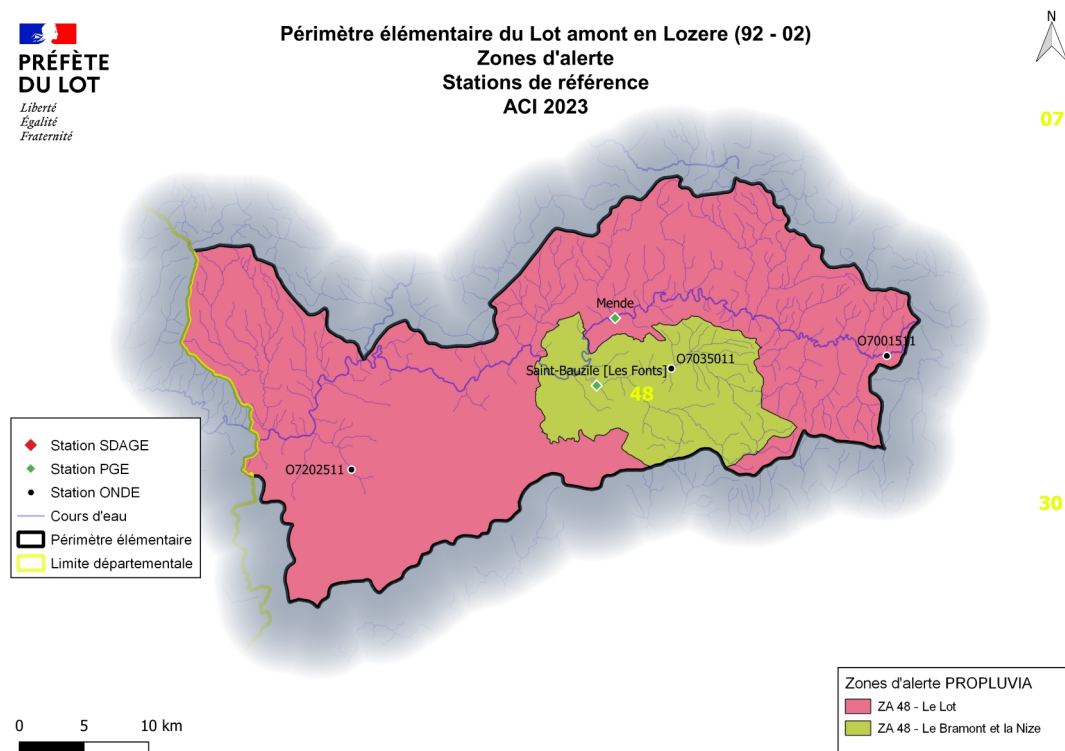 PRÉFÈTE
DU LOT
Liberté
Égalité
Fraternité
Périmètre élémentaire du Lot amont en Lozere (92 - 02)
Zones d'alerte
Stations de référence
ACI 2023
N
07
Mende
O7001511
O7035011
Saint-Bauzile [Les Fonts]
48
O7202511
30
Station SDAGE
Station PGE
Station ONDE
Cours d'eau
Périmètre élémentaire
Limite départementale
Zones d'alerte PROPLUVIA
ZA 48 - Le Lot
ZA 48 - Le Bramont et la Nize
0 5 10 km